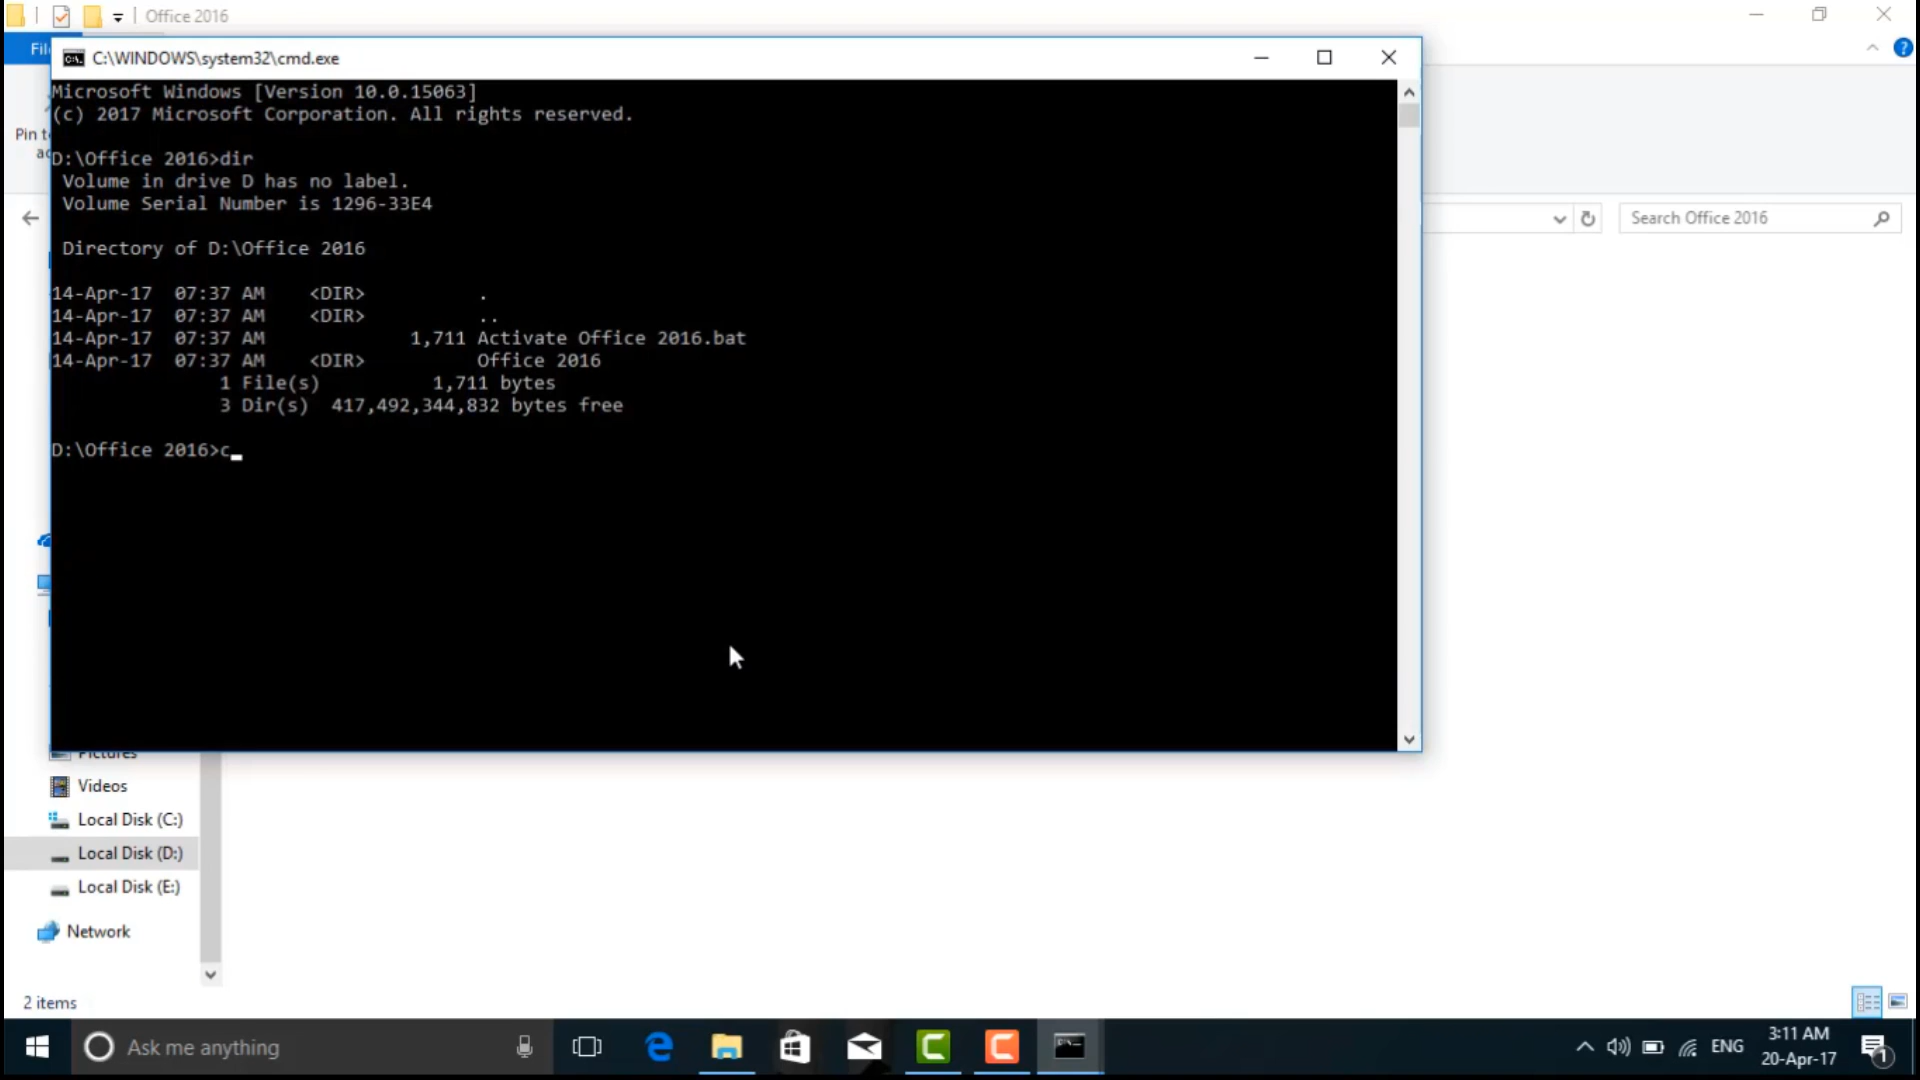 Office 2016
Fil
C:\WINDOWS\system32\cmd.exe
Microsoft Windows [Version 10.0.15063]
(c) 2017 Microsoft Corporation. All rights reserved.
Pin t
D:\Office 2016>dir
Volume in drive D has no label.
Volume Serial Number is 1296-33E4
Search Office 2016
Directory of D:\Office 2016
14-Apr-17 07:37 AM <DIR> .
14-Apr-17 07:37 AM <DIR> ..
14-Apr-17 07:37 AM 1,711 Activate Office 2016.bat
14-Apr-17 07:37 AM <DIR> Office 2016
1 File(s) 1,711 bytes
3 Dir(s) 417,492,344,832 bytes free
D:\Office 2016>c_
Pictures
Videos
Local Disk (C:)
Local Disk (D:)
Local Disk (E:)
Network
2 items
Ask me anything
ENG
3:11 AM
20-Apr-17
1